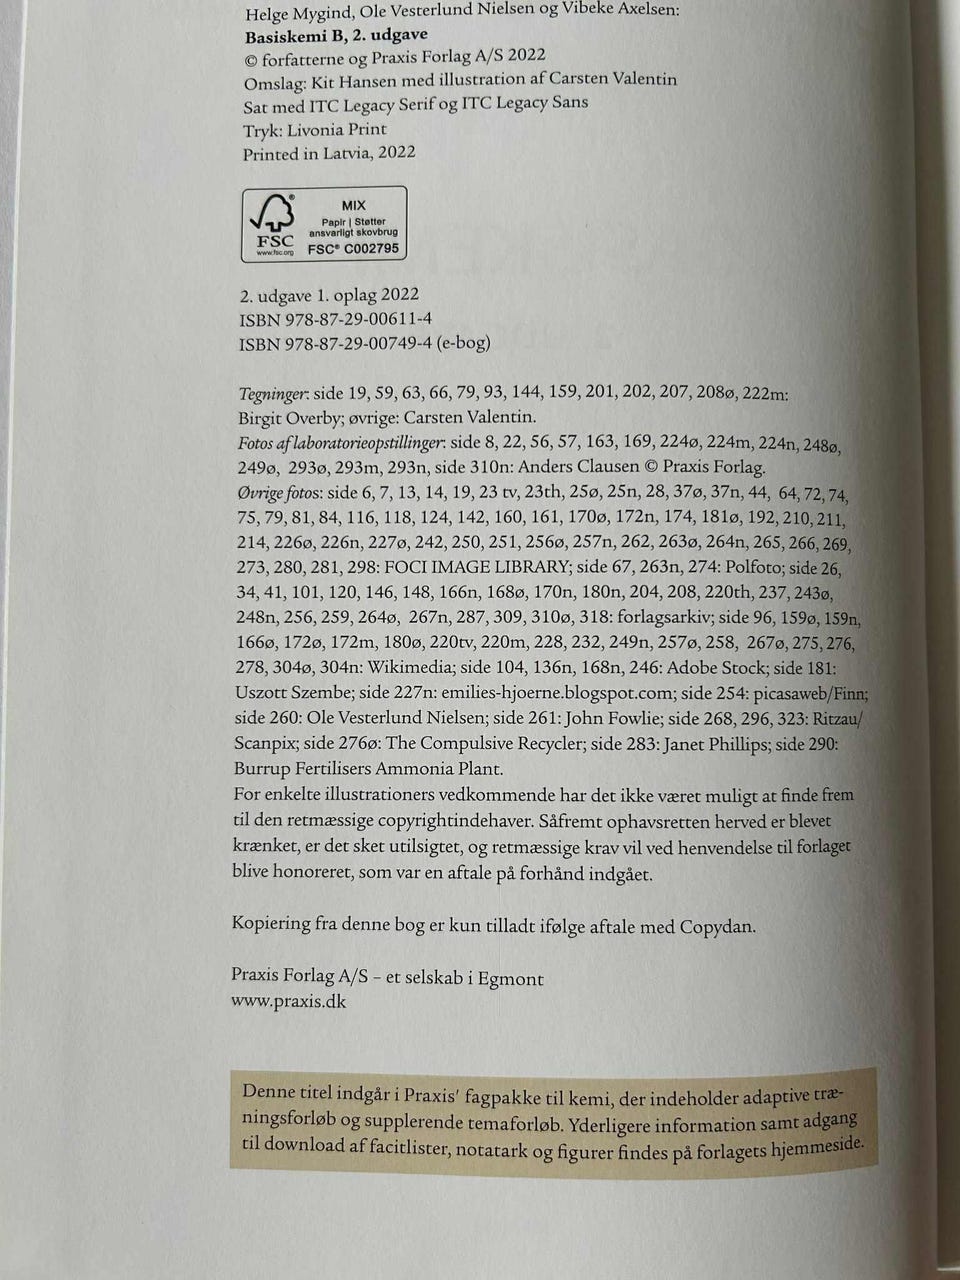 Helge Mygind, Ole Vesterlund Nielsen og Vibeke Axelsen:
Basiskemi B, 2. udgave
© forfatterne og Praxis Forlag A/S 2022
Omslag: Kit Hansen med illustration af Carsten Valentin
Sat med ITC Legacy Serif og ITC Legacy Sans
Tryk: Livonia Print
Printed in Latvia, 2022
FSC
www.fsc.org
MIX
Papir | Støtter
ansvarligt skovbrug
FSC® C002795
2. udgave 1. oplag 2022
ISBN 978-87-29-00611-4
ISBN 978-87-29-00749-4 (e-bog)
Tegninger: side 19, 59, 63, 66, 79, 93, 144, 159, 201, 202, 207, 208ø, 222m:
Birgit Overby; øvrige: Carsten Valentin.
Fotos af laboratorieopstillinger: side 8, 22, 56, 57, 163, 169, 224ø, 224m, 224n, 248ø,
249ø, 293ø, 293m, 293n, side 310n: Anders Clausen © Praxis Forlag.
Øvrige fotos: side 6, 7, 13, 14, 19, 23 tv, 23th, 25ø, 25n, 28, 37ø, 37n, 44, 64, 72, 74,
75, 79, 81, 84, 116, 118, 124, 142, 160, 161, 170ø, 172n, 174, 181ø, 192, 210, 211,
214, 226ø, 226n, 227ø, 242, 250, 251, 256ø, 257n, 262, 263ø, 264n, 265, 266, 269,
273, 280, 281, 298: FOCI IMAGE LIBRARY; side 67, 263n, 274: Polfoto; side 26,
34, 41, 101, 120, 146, 148, 166n, 168ø, 170n, 180n, 204, 208, 220th, 237, 243ø,
248n, 256, 259, 264ø, 267n, 287, 309, 310ø, 318: forlagsarkiv; side 96, 159ø, 159n,
166ø, 172ø, 172m, 180ø, 220tv, 220m, 228, 232, 249n, 257ø, 258, 267ø, 275, 276,
278, 304ø, 304n: Wikimedia; side 104, 136n, 168n, 246: Adobe Stock; side 181:
Uszott Szembe; side 227n: emilies-hjoerne.blogspot.com; side 254: picasaweb/Finn;
side 260: Ole Vesterlund Nielsen; side 261: John Fowlie; side 268, 296, 323: Ritzau/
Scanpix; side 276ø: The Compulsive Recycler; side 283: Janet Phillips; side 290:
Burrup Fertilisers Ammonia Plant.
For enkelte illustrationers vedkommende har det ikke været muligt at finde frem
til den retmæssige copyrightindehaver. Såfremt ophavsretten herved er blevet
krænket, er det sket utilsigtet, og retmæssige krav vil ved henvendelse til forlaget
blive honoreret, som var en aftale på forhånd indgået.
Kopiering fra denne bog er kun tilladt ifølge aftale med Copydan.
Praxis Forlag A/S – et selskab i Egmont
www.praxis.dk
Denne titel indgår i Praxis' fagpakke til kemi, der indeholder adaptive træ-
ningsforløb og supplerende temaforløb. Yderligere information samt adgang
til download af facitlister, notatark og figurer findes på forlagets hjemmeside.